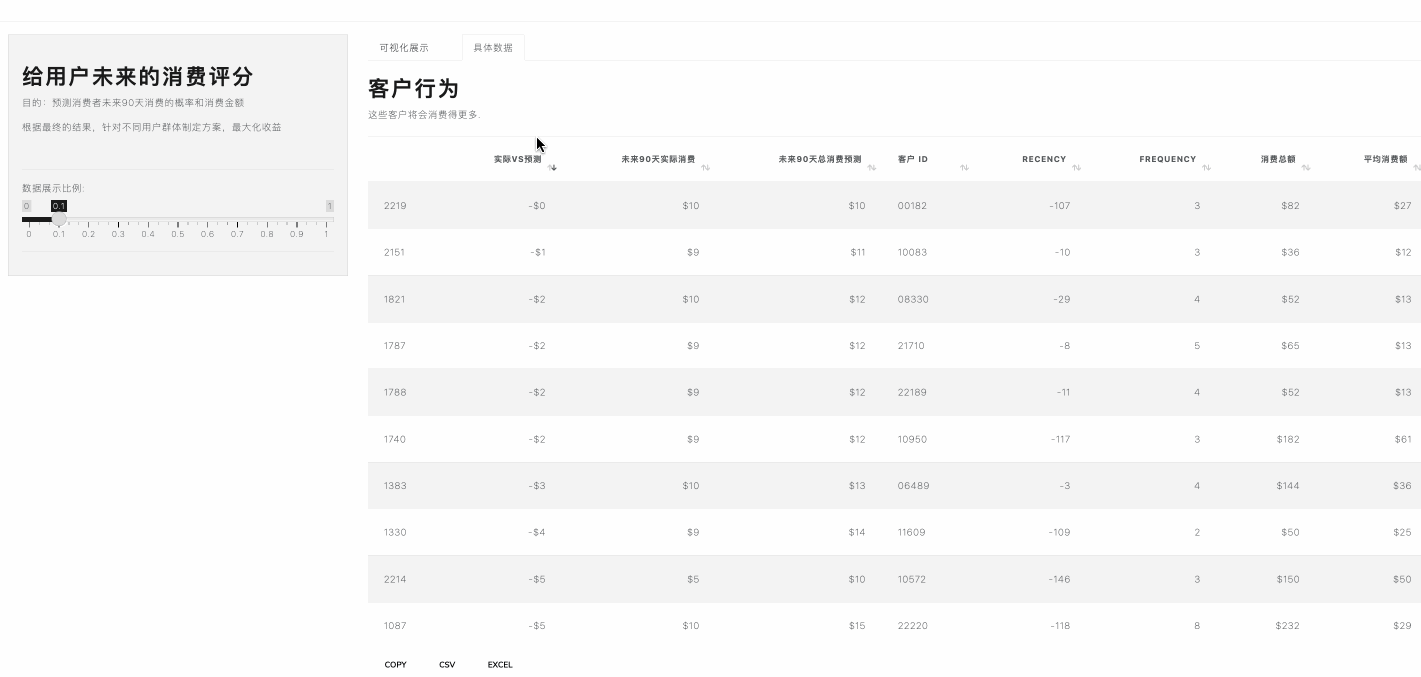 给用户未来的消费评分
目的：预测消费者未来90天消费的概率和消费金额
根据最终的结果，针对不同用户群体制定方案，最大化收益
数据展示比例:
0 0.1 1
0 0.1 0.2 0.3 0.4 0.5 0.6 0.7 0.8 0.9 1
可视化展示 具体数据
客户行为
这些客户将会消费得更多.
实际VS预测 未来90天实际消费 未来90天总消费预测 客户 ID RECENCY FREQUENCY 消费总额 平均消费额
2219 -$0 $10 $10 00182 -107 3 $82 $27
2151 -$1 $9 $11 10083 -10 3 $36 $12
1821 -$2 $10 $12 08330 -29 4 $52 $13
1787 -$2 $9 $12 21710 -8 5 $65 $13
1788 -$2 $9 $12 22189 -11 4 $52 $13
1740 -$2 $9 $12 10950 -117 3 $182 $61
1383 -$3 $10 $13 06489 -3 4 $144 $36
1330 -$4 $9 $14 11609 -109 2 $50 $25
2214 -$5 $5 $10 10572 -146 3 $150 $50
1087 -$5 $10 $15 22220 -118 8 $232 $29
COPY CSV EXCEL